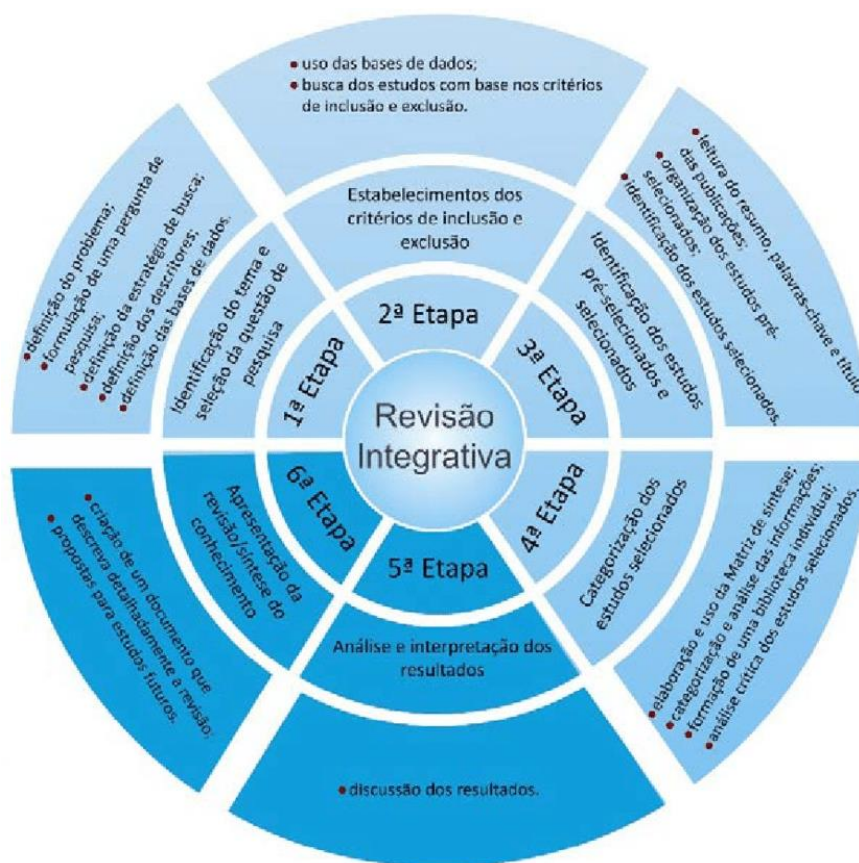 Revisão
Integrativa
1ª Etapa
Identificação do tema e
seleção da questão de
pesquisa
• definição do problema;
• formulação de uma pergunta de
pesquisa;
• definição da estratégia de busca;
• definição dos descritores;
• definição das bases de dados.
2ª Etapa
Estabelecimentos dos
critérios de inclusão e
exclusão
• uso das bases de dados;
• busca dos estudos com base nos critérios
de inclusão e exclusão.
3ª Etapa
Identificação dos estudos
pré-selecionados e
selecionados
• leitura do resumo, palavras-chave e título
das publicações;
• organização dos estudos pré-
selecionados;
• identificação dos estudos selecionados.
4ª Etapa
Categorização dos
estudos selecionados
• elaboração e uso da Matriz de síntese;
• categorização e análise das informações;
• formação de uma biblioteca individual;
• análise crítica dos estudos selecionados.
5ª Etapa
Análise e interpretação dos
resultados
• discussão dos resultados.
6ª Etapa
Apresentação da
revisão/síntese do
conhecimento
• criação de um documento que
descreva detalhadamente a revisão;
• propostas para estudos futuros.